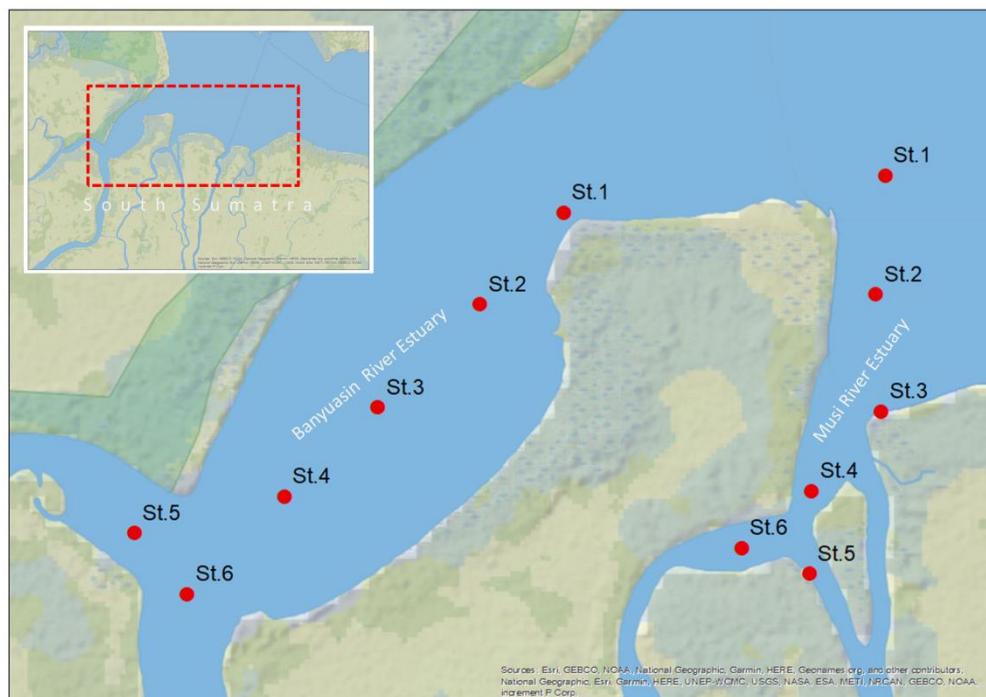 South Sumatra
St.1
St.1
St.2
St.2
Banyuasin River Estuary
Musi River Estuary
St.3
St.3
St.4
St.4
St.5
St.6
St.5
St.6
Sources: Esri, GEBCO, NOAA, National Geographic, Garmin, HERE, Geonames.org, and other contributors,
National Geographic, Esri, Garmin, HERE, UNEP-WCMC, USGS, NASA, ESA, METI, NRCAN, GEBCO, NOAA,
increment P Corp.